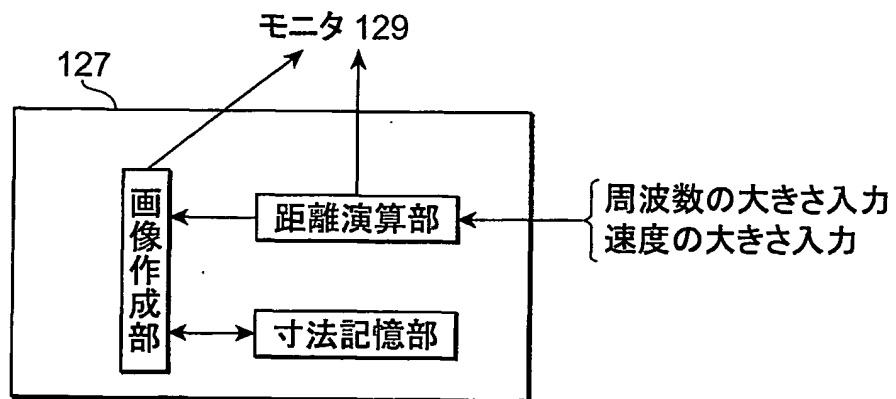 モニタ 129
127
画像作成部
距離演算部
周波数の大きさ入力
速度の大きさ入力
寸法記憶部